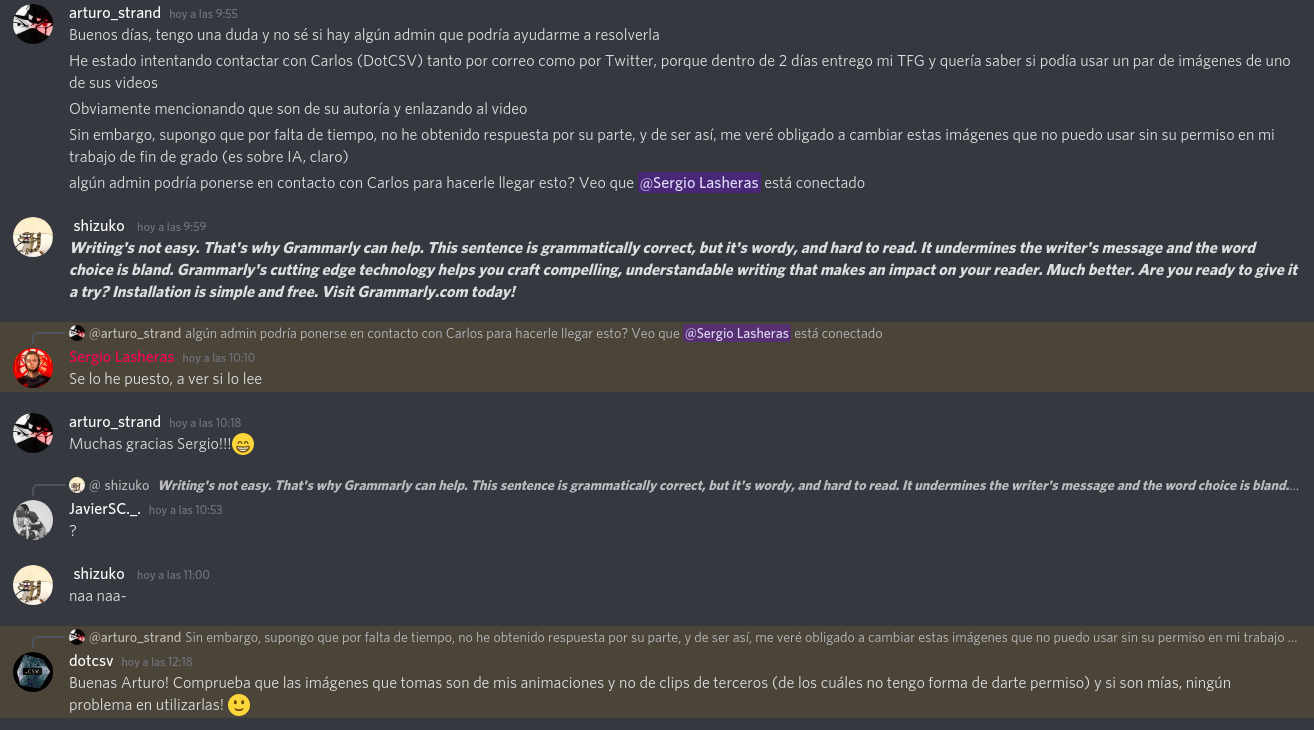 arturo_strand hoy a las 9:55
Buenos días, tengo una duda y no sé si hay algún admin que podría ayudarme a resolverla
He estado intentando contactar con Carlos (DotCSV) tanto por correo como por Twitter, porque dentro de 2 días entrego mi TFG y quería saber si podía usar un par de imágenes de uno
de sus videos
Obviamente mencionando que son de su autoría y enlazando al video
Sin embargo, supongo que por falta de tiempo, no he obtenido respuesta por su parte, y de ser así, me veré obligado a cambiar estas imágenes que no puedo usar sin su permiso en mi
trabajo de fin de grado (es sobre IA, claro)
algún admin podría ponerse en contacto con Carlos para hacerle llegar esto? Veo que @Sergio Lasheras está conectado
shizuko hoy a las 9:59
Writing's not easy. That's why Grammarly can help. This sentence is grammatically correct, but it's wordy, and hard to read. It undermines the writer's message and the word
choice is bland. Grammarly's cutting edge technology helps you craft compelling, understandable writing that makes an impact on your reader. Much better. Are you ready to give it
a try? Installation is simple and free. Visit Grammarly.com today!
@arturo_strand algún admin podría ponerse en contacto con Carlos para hacerle llegar esto? Veo que @Sergio Lasheras está conectado
Sergio Lasheras hoy a las 10:10
Se lo he puesto, a ver si lo lee
arturo_strand hoy a las 10:18
Muchas gracias Sergio!!!😄
@ shizuko Writing's not easy. That's why Grammarly can help. This sentence is grammatically correct, but it's wordy, and hard to read. It undermines the writer's message and the word choice is bland....
JavierSC._. hoy a las 10:53
?
shizuko hoy a las 11:00
naa naa-
@arturo_strand Sin embargo, supongo que por falta de tiempo, no he obtenido respuesta por su parte, y de ser así, me veré obligado a cambiar estas imágenes que no puedo usar sin su permiso en mi trabajo ...
.CSV
dotcsv hoy a las 12:18
Buenas Arturo! Comprueba que las imágenes que tomas son de mis animaciones y no de clips de terceros (de los cuáles no tengo forma de darte permiso) y si son mías, ningún
problema en utilizarlas! 🙂